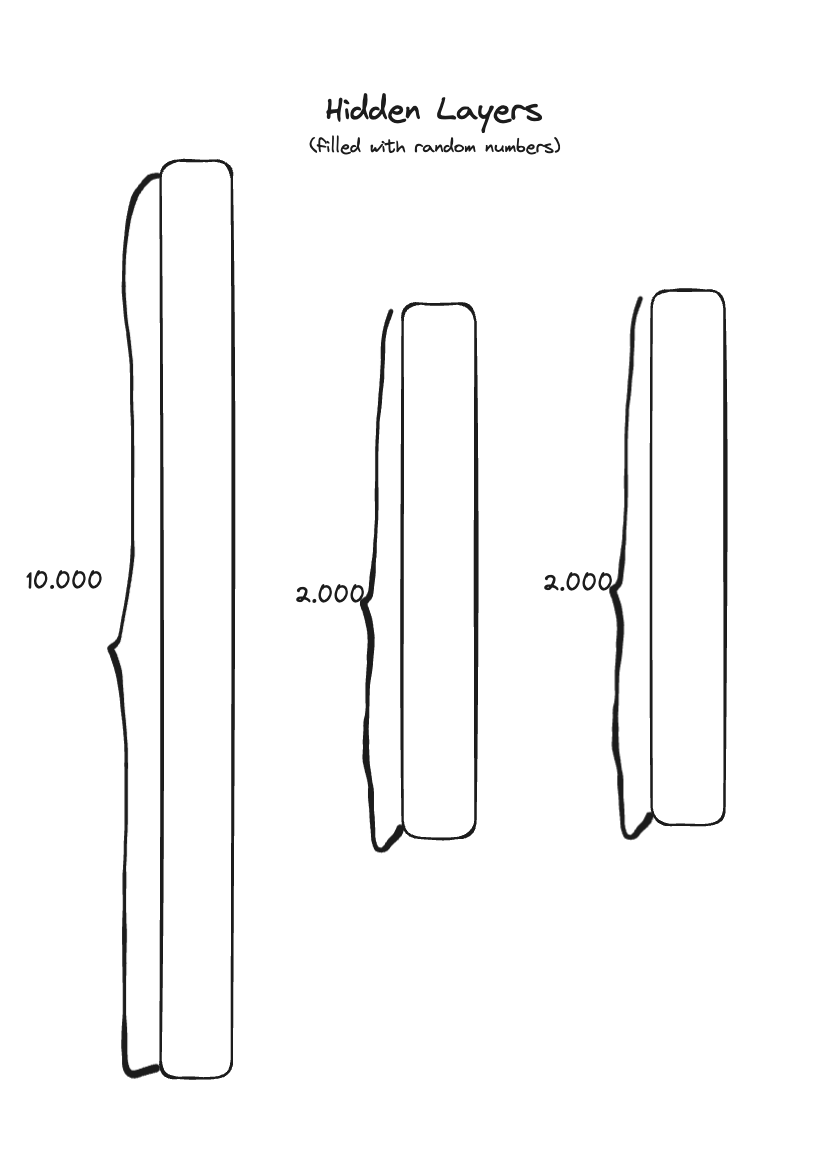 Hidden Layers
(filled with random numbers)
10.000
2.000
2.000